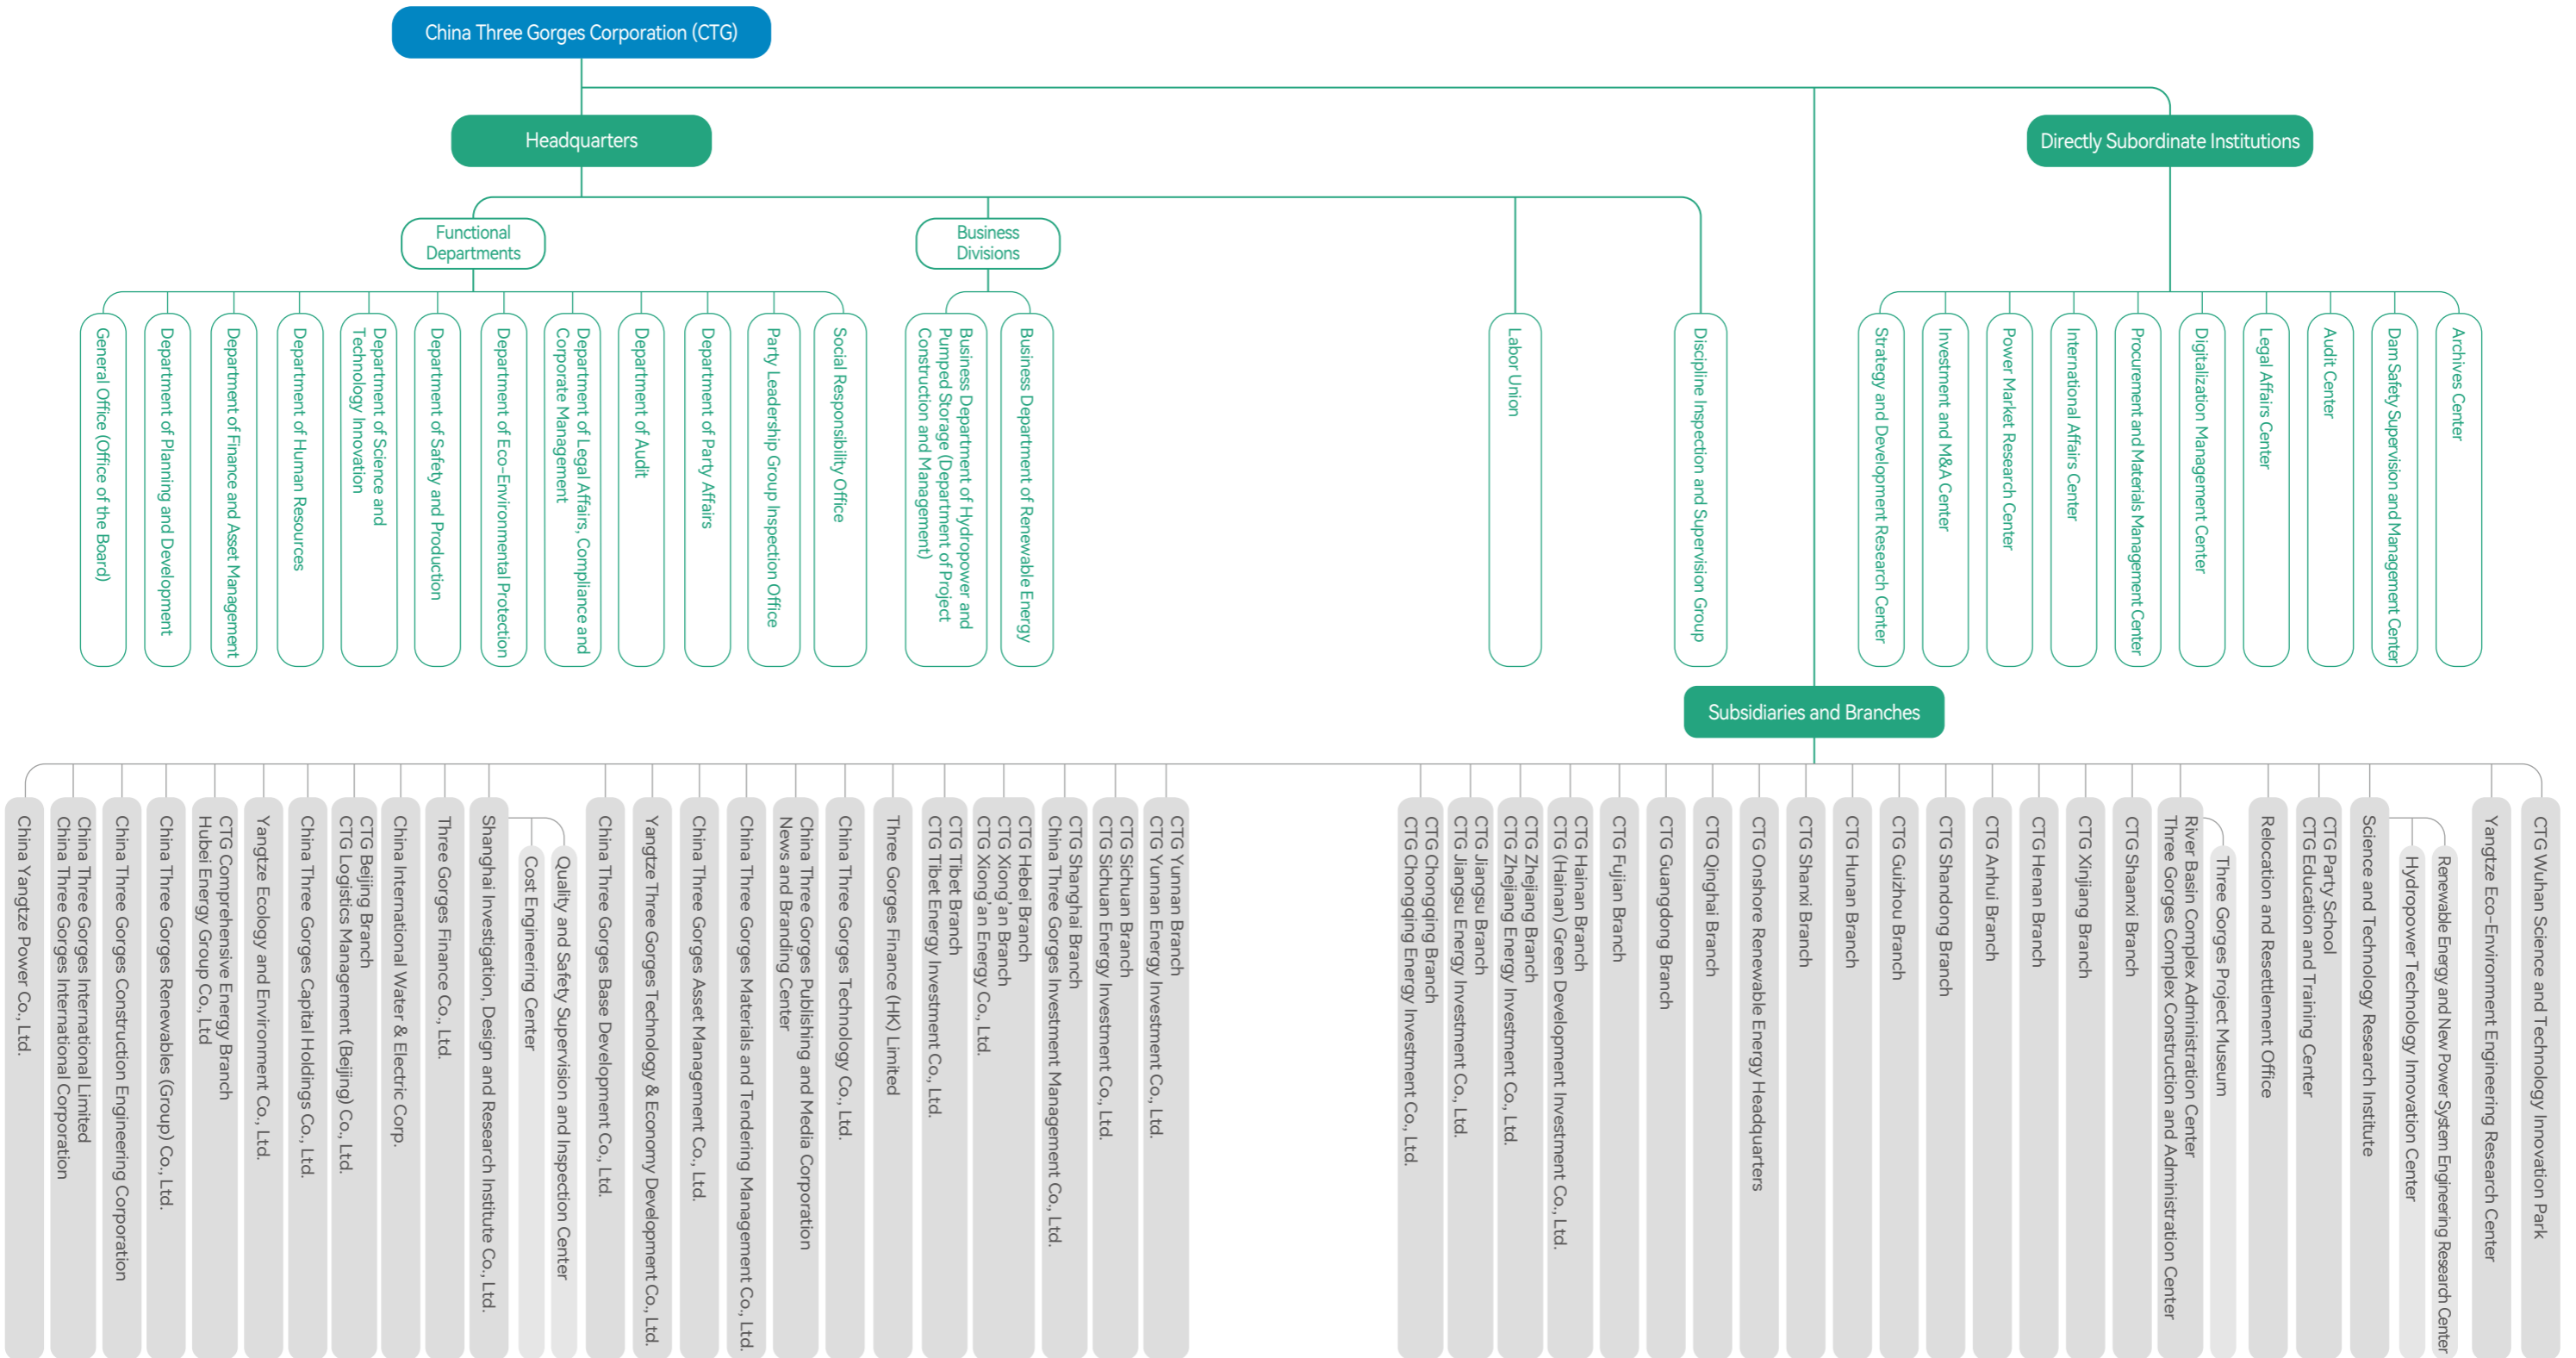 China Three Gorges Corporation (CTG)
Headquarters
Directly Subordinate Institutions
Functional
Departments
Business
Divisions
General Office (Office of the Board)
Department of Planning and Development
Department of Finance and Asset Management
Department of Human Resources
Department of Science and
Technology Innovation
Department of Safety and Production
Department of Eco-Environmental Protection
Department of Legal Affairs, Compliance and
Corporate Management
Department of Audit
Department of Party Affairs
Party Leadership Group Inspection Office
Social Responsibility Office
Business Department of Hydropower and
Pumped Storage (Department of Project
Construction and Management)
Business Department of Renewable Energy
Labor Union
Discipline Inspection and Supervision Group
Strategy and Development Research Center
Investment and M&A Center
Power Market Research Center
International Affairs Center
Procurement and Materials Management Center
Digitalization Management Center
Legal Affairs Center
Audit Center
Dam Safety Supervision and Management Center
Archives Center
Subsidiaries and Branches
China Yangtze Power Co., Ltd.
China Three Gorges International Limited
China Three Gorges International Corporation
China Three Gorges Construction Engineering Corporation
China Three Gorges Renewables (Group) Co., Ltd.
CTG Comprehensive Energy Branch
Hubei Energy Group Co., Ltd
Yangtze Ecology and Environment Co., Ltd.
China Three Gorges Capital Holdings Co., Ltd.
CTG Beijing Branch
CTG Logistics Management (Beijing) Co., Ltd.
China International Water & Electric Corp.
Three Gorges Finance Co., Ltd.
Shanghai Investigation, Design and Research Institute Co., Ltd.
Cost Engineering Center
Quality and Safety Supervision and Inspection Center
China Three Gorges Base Development Co., Ltd.
Yangtze Three Gorges Technology & Economy Development Co., Ltd.
China Three Gorges Asset Management Co., Ltd.
China Three Gorges Materials and Tendering Management Co., Ltd.
China Three Gorges Publishing and Media Corporation
News and Branding Center
China Three Gorges Technology Co., Ltd.
Three Gorges Finance (HK) Limited
CTG Tibet Branch
CTG Tibet Energy Investment Co., Ltd.
CTG Hebei Branch
CTG Xiong'an Branch
CTG Xiong'an Energy Co., Ltd.
CTG Shanghai Branch
China Three Gorges Investment Management Co., Ltd.
CTG Sichuan Branch
CTG Sichuan Energy Investment Co., Ltd.
CTG Yunnan Branch
CTG Yunnan Energy Investment Co., Ltd.
CTG Chongqing Branch
CTG Chongqing Energy Investment Co., Ltd.
CTG Jiangsu Branch
CTG Jiangsu Energy Investment Co., Ltd.
CTG Zhejiang Branch
CTG Zhejiang Energy Investment Co., Ltd.
CTG Hainan Branch
CTG (Hainan) Green Development Investment Co., Ltd.
CTG Fujian Branch
CTG Guangdong Branch
CTG Qinghai Branch
CTG Onshore Renewable Energy Headquarters
CTG Shanxi Branch
CTG Hunan Branch
CTG Guizhou Branch
CTG Shandong Branch
CTG Anhui Branch
CTG Henan Branch
CTG Xinjiang Branch
CTG Shaanxi Branch
River Basin Complex Administration Center
Three Gorges Complex Construction and Administration Center
Three Gorges Project Museum
Relocation and Resettlement Office
CTG Party School
CTG Education and Training Center
Science and Technology Research Institute
Hydropower Technology Innovation Center
Renewable Energy and New Power System Engineering Research Center
Yangtze Eco-Environment Engineering Research Center
CTG Wuhan Science and Technology Innovation Park